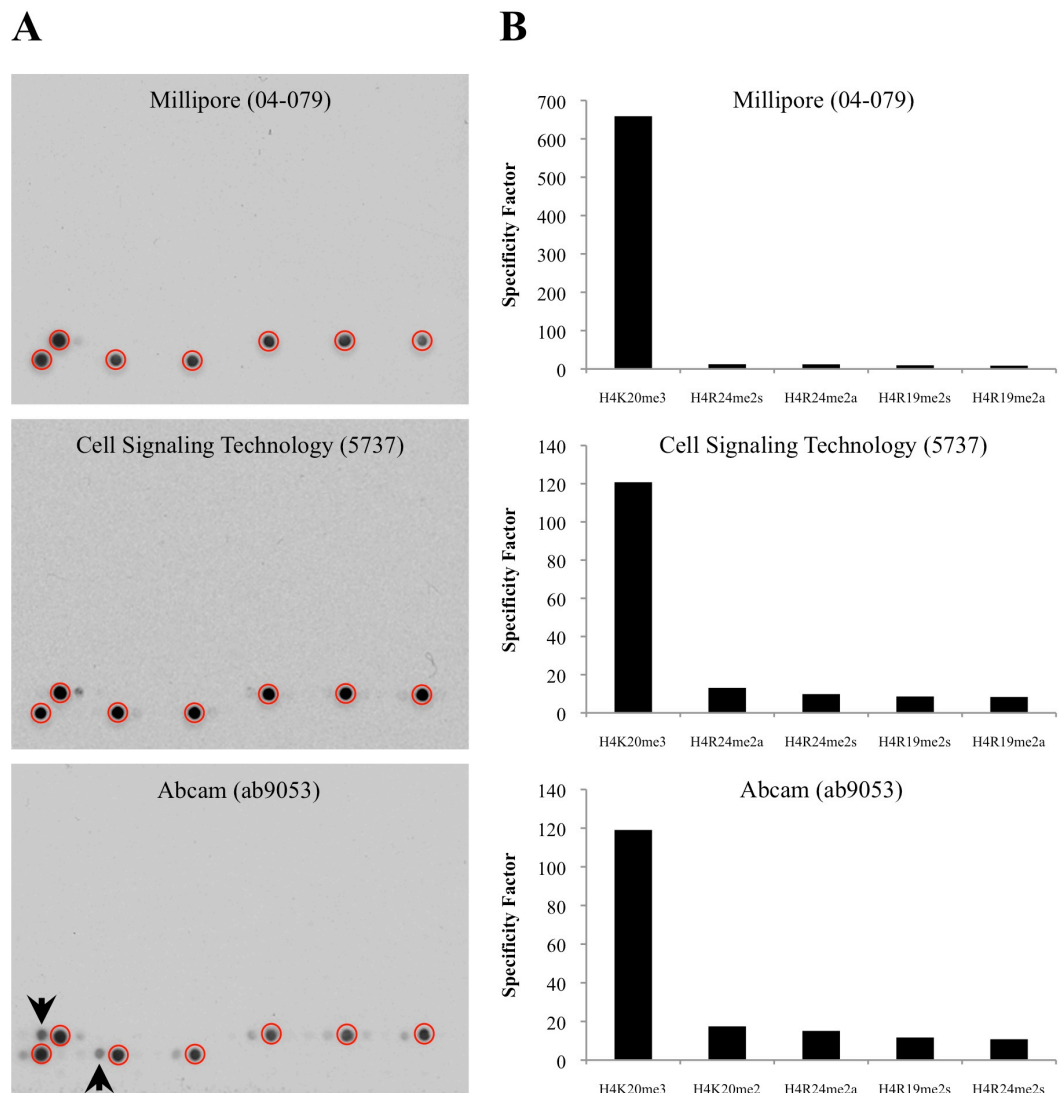 A
B
Millipore (04-079)
Millipore (04-079)
Specificity Factor
700
600
500
400
300
200
100
0
H4K20me3 H4R24me2s H4R24me2a H4R19me2s H4R19me2a
Cell Signaling Technology (5737)
Cell Signaling Technology (5737)
Specificity Factor
140
120
100
80
60
40
20
0
H4K20me3 H4R24me2a H4R24me2s H4R19me2s H4R19me2a
Abcam (ab9053)
Abcam (ab9053)
Specificity Factor
140
120
100
80
60
40
20
0
H4K20me3 H4K20me2 H4R24me2a H4R19me2s H4R24me2s